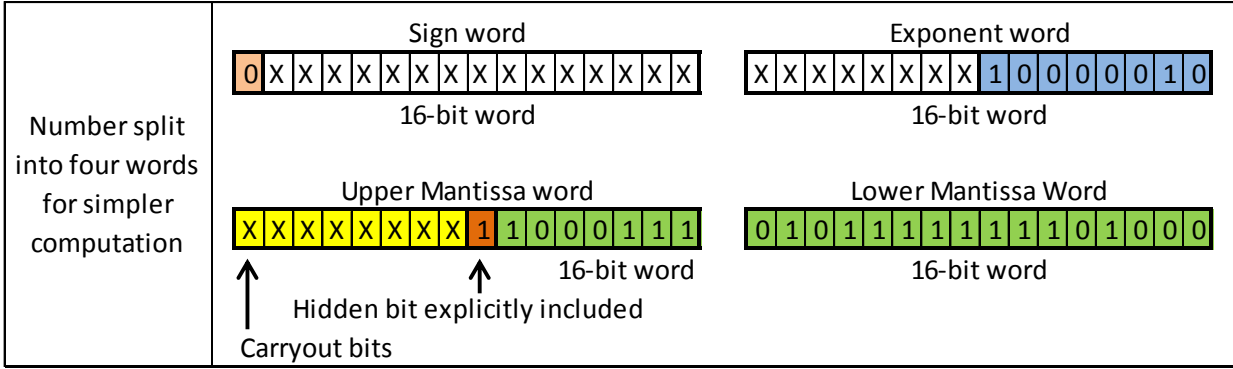 Number split
into four words
for simpler
computation
Sign word
0 X X X X X X X X X X X X X X X
16-bit word
Exponent word
X X X X X X X X 1 0 0 0 0 0 1 0
16-bit word
Upper Mantissa word
X X X X X X X X 1 1 0 0 0 1 1 1
16-bit word
Hidden bit explicitly included
Carryout bits
Lower Mantissa Word
0 1 0 1 1 1 1 1 1 1 1 0 1 0 0 0
16-bit word